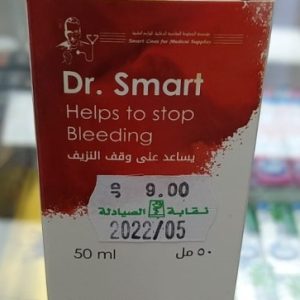 Smart Cover for Medical Supplies
Dr. Smart
Helps to stop
Bleeding
يساعد على وقف النزيف
9.00
نقابة الصيادلة
2022/05
50 ml
٥٠ مل